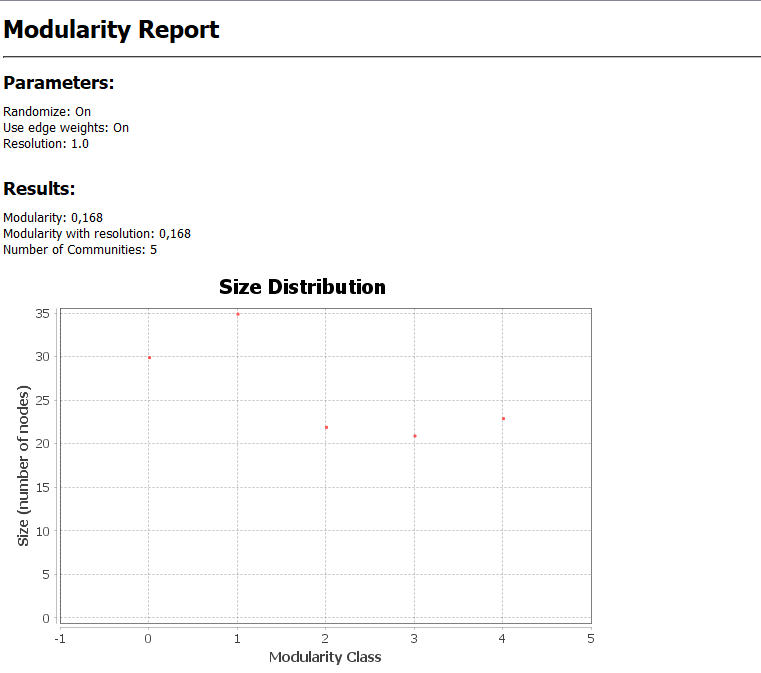 Modularity Report
Parameters:
Randomize: On
Use edge weights: On
Resolution: 1.0
Results:
Modularity: 0,168
Modularity with resolution: 0,168
Number of Communities: 5
Size Distribution
35
30
25
20
15
10
5
0
Size (number of nodes)
-1 0 1 2 3 4 5
Modularity Class